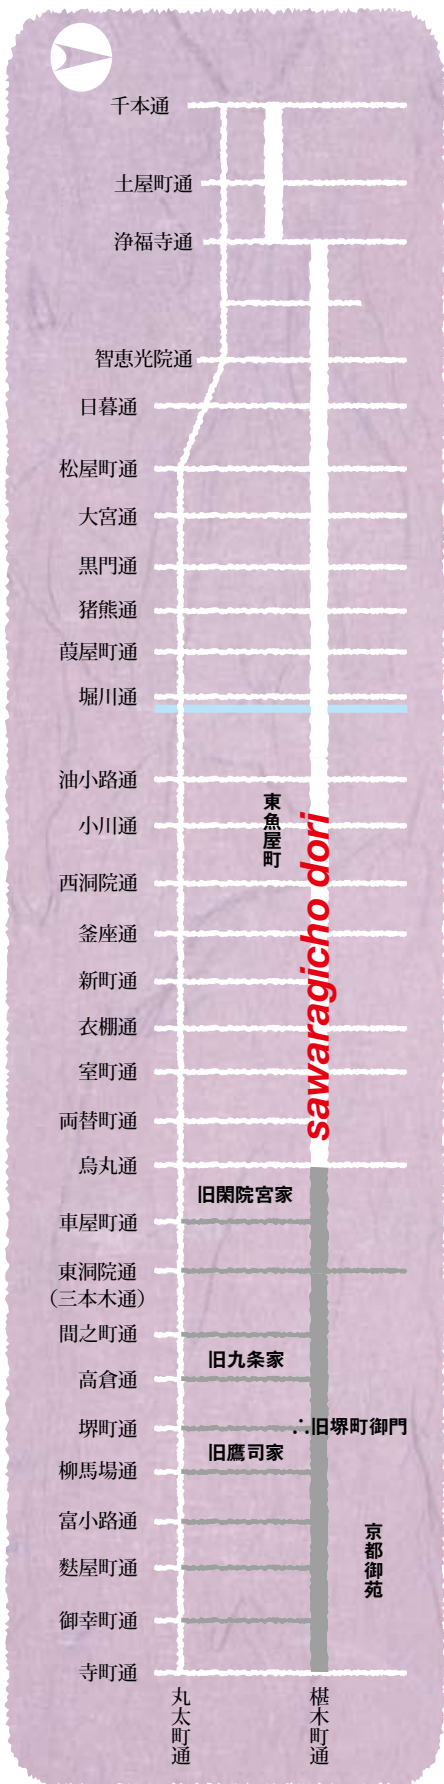 千本通
土屋町通
浄福寺通
智恵光院通
日暮通
松屋町通
大宮通
黒門通
猪熊通
葭屋町通
堀川通
油小路通
東魚屋町
小川通
sawaragicho dori
西洞院通
釜座通
新町通
衣棚通
室町通
両替町通
烏丸通
旧閑院宮家
車屋町通
東洞院通
(三本木通)
間之町通
旧九条家
高倉通
堺町通
∴旧堺町御門
旧鷹司家
柳馬場通
富小路通
京都御苑
麩屋町通
御幸町通
寺町通
丸太町通
椹木町通